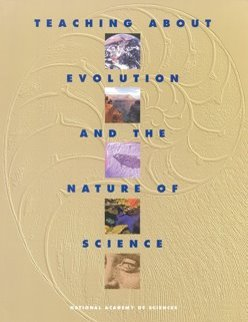 TEACHING ABOUT
EVOLUTION
AND THE
NATURE OF
SCIENCE
NATIONAL ACADEMY OF SCIENCES